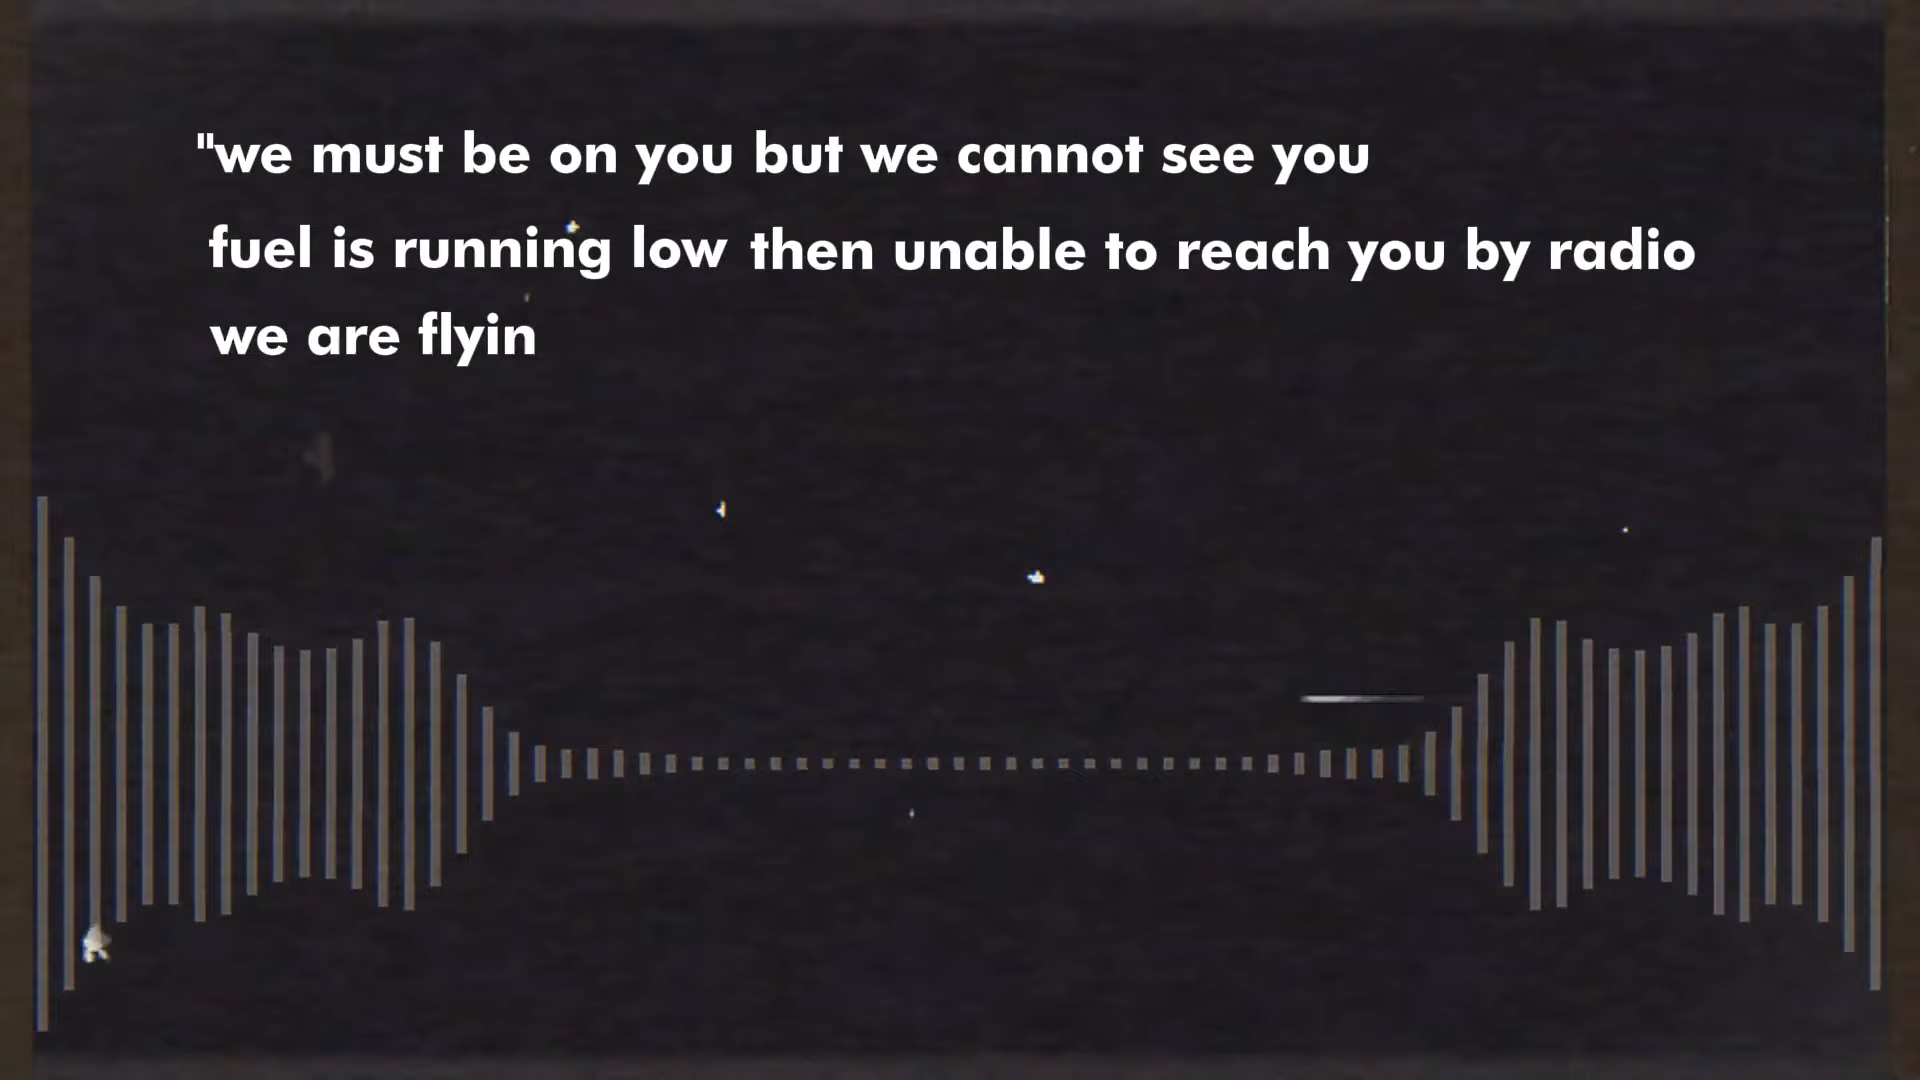 "we must be on you but we cannot see you
fuel is running low then unable to reach you by radio
we are flyin